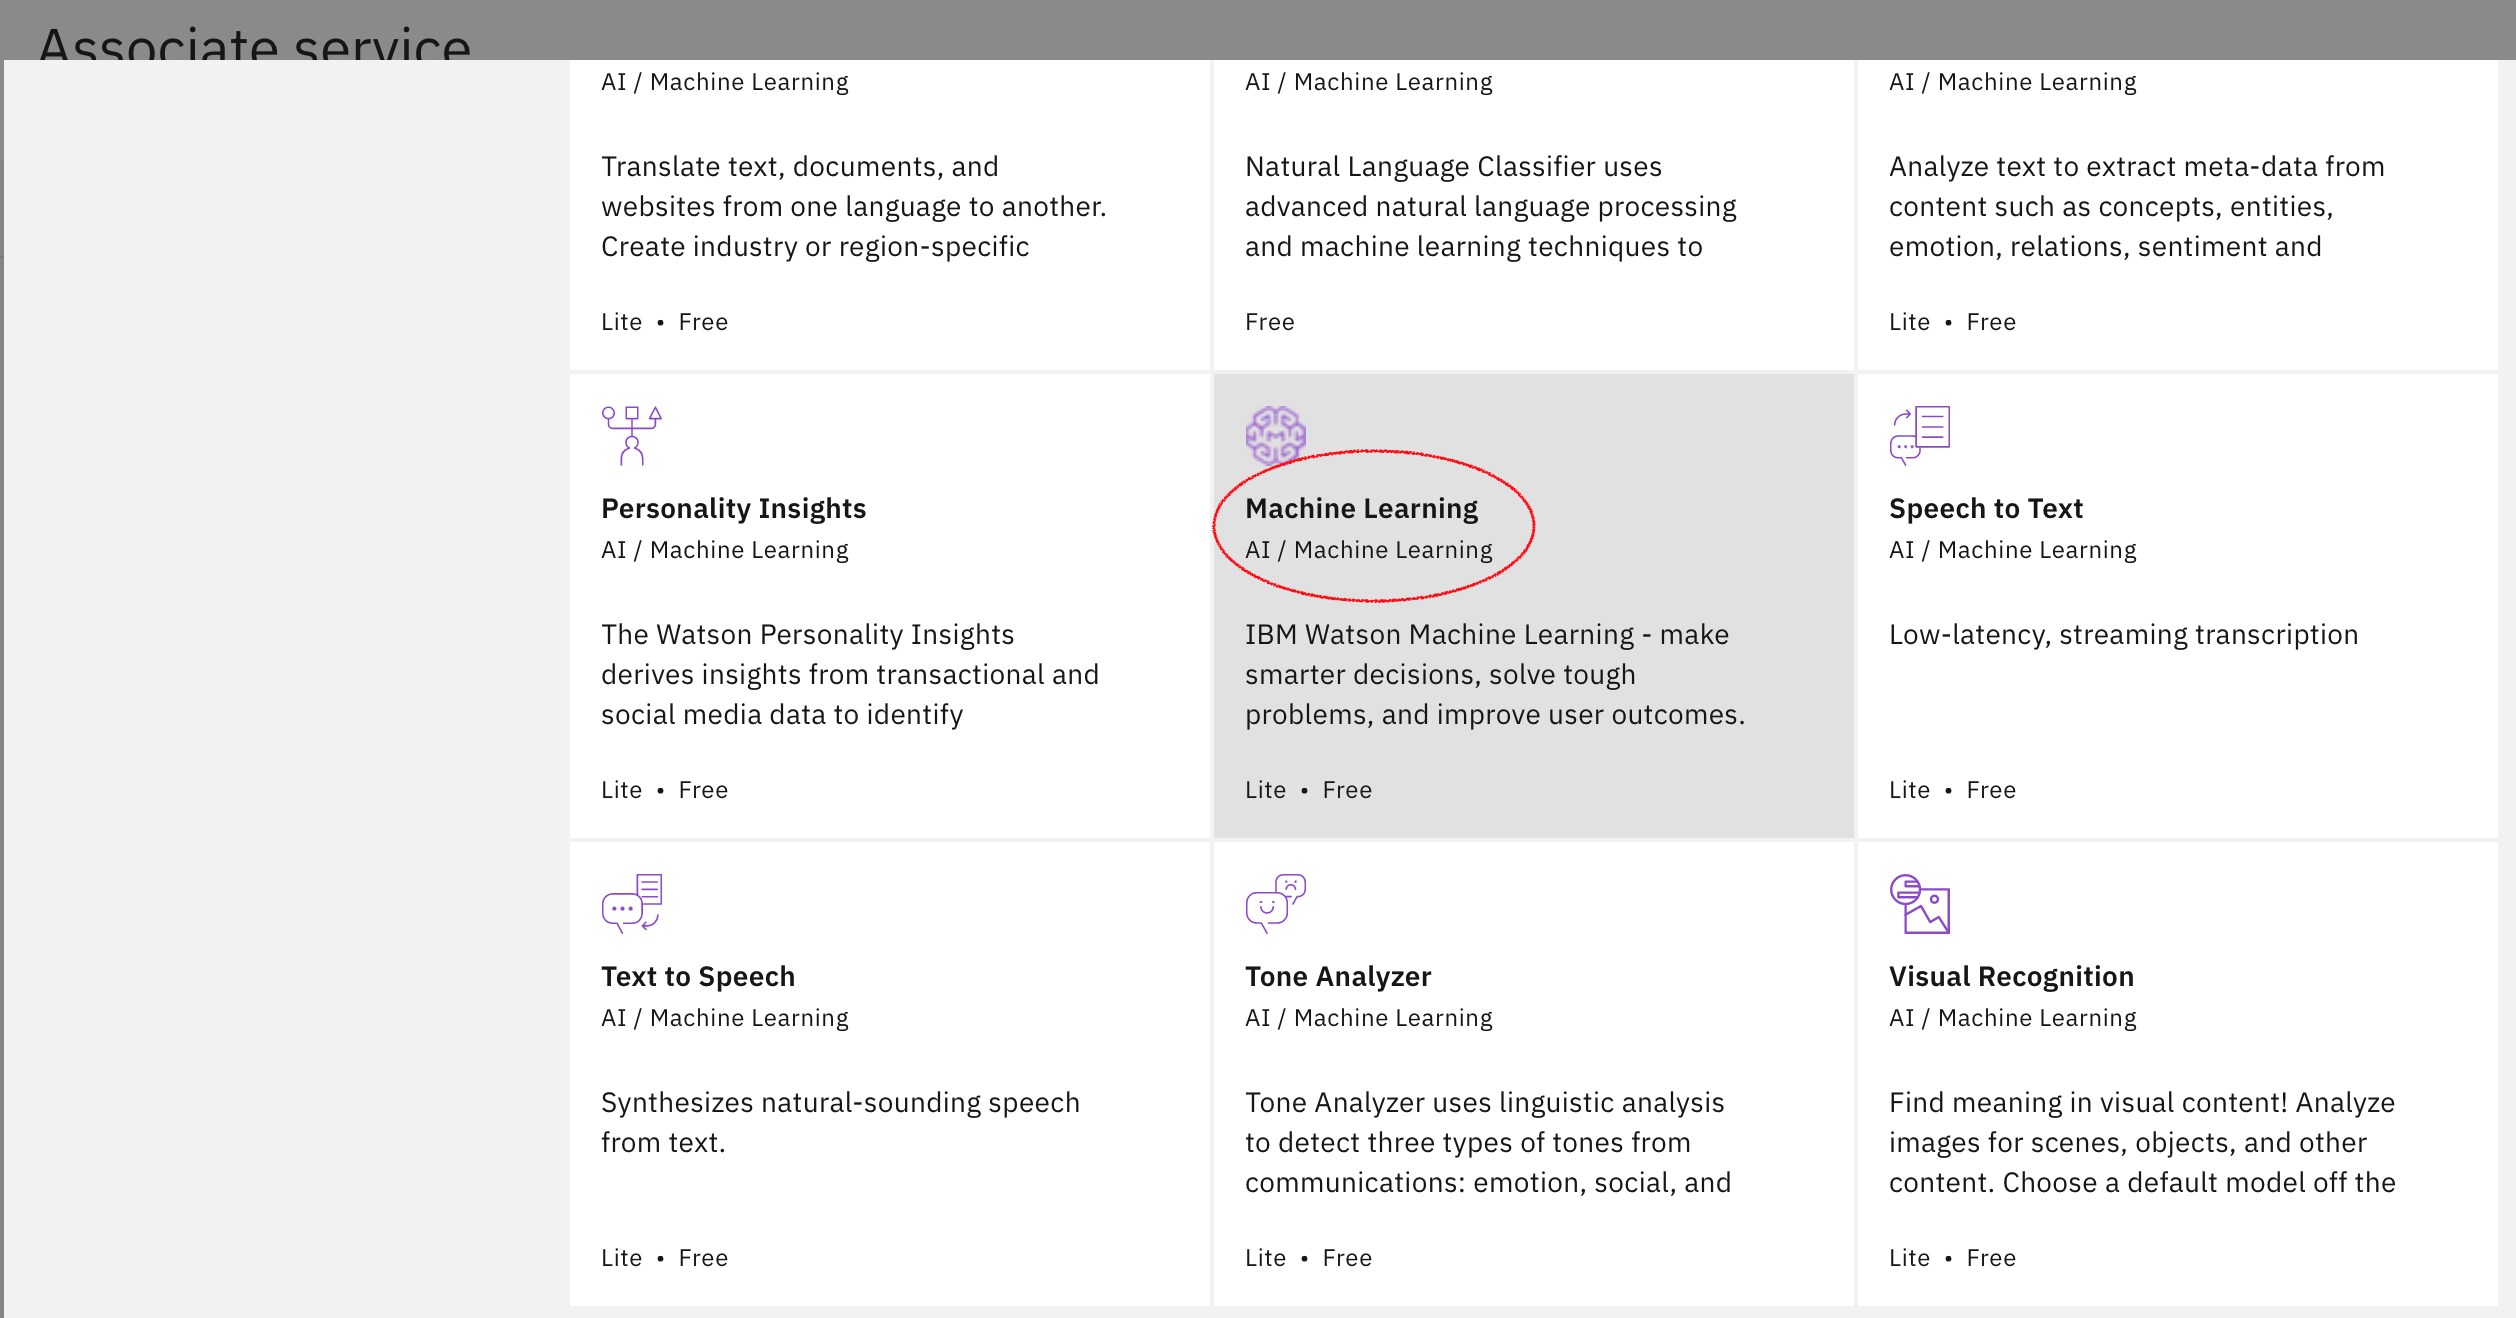 Associate service
AI / Machine Learning
Translate text, documents, and
websites from one language to another.
Create industry or region-specific
Lite • Free
AI / Machine Learning
Natural Language Classifier uses
advanced natural language processing
and machine learning techniques to
Free
AI / Machine Learning
Analyze text to extract meta-data from
content such as concepts, entities,
emotion, relations, sentiment and
Lite • Free
Personality Insights
AI / Machine Learning
The Watson Personality Insights
derives insights from transactional and
social media data to identify
Lite • Free
Machine Learning
AI / Machine Learning
IBM Watson Machine Learning - make
smarter decisions, solve tough
problems, and improve user outcomes.
Lite • Free
Speech to Text
AI / Machine Learning
Low-latency, streaming transcription
Lite • Free
Text to Speech
AI / Machine Learning
Synthesizes natural-sounding speech
from text.
Lite • Free
Tone Analyzer
AI / Machine Learning
Tone Analyzer uses linguistic analysis
to detect three types of tones from
communications: emotion, social, and
Lite • Free
Visual Recognition
AI / Machine Learning
Find meaning in visual content! Analyze
images for scenes, objects, and other
content. Choose a default model off the
Lite • Free